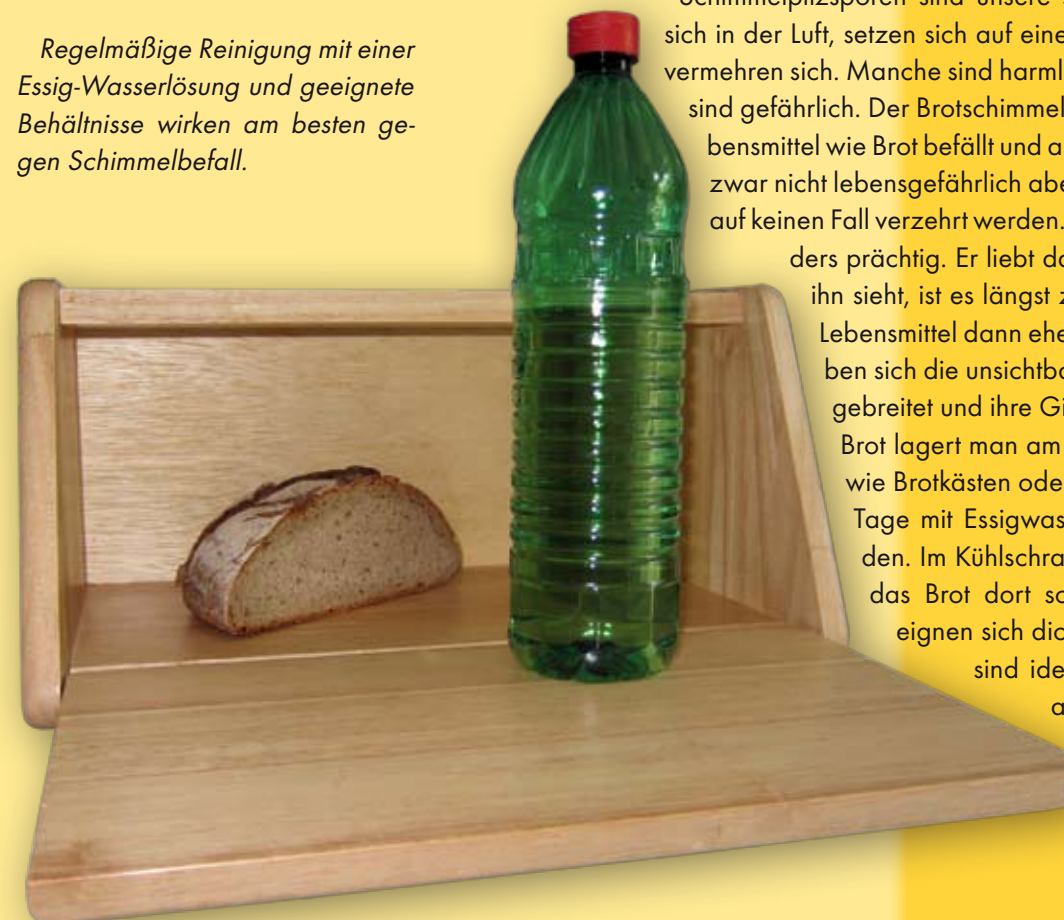 Regelmäßige Reinigung mit einer
Essig-Wasserlösung und geeignete
Behältnisse wirken am besten ge-
gen Schimmelbefall.
Schimmelpilzsporen sind unsere
sich in der Luft, setzen sich auf eine
vermehren sich. Manche sind harml
sind gefährlich. Der Brotschimmel
bensmittel wie Brot befällt und a
zwar nicht lebensgefährlich abe
auf keinen Fall verzehrt werden.
ders prächtig. Er liebt da
ihn sieht, ist es längst z
Lebensmittel dann ehe
ben sich die unsichtba
gebreitet und ihre Gi
Brot lagert man am
wie Brotkästen ode
Tage mit Essigwas
den. Im Kühlschra
das Brot dort sc
eignen sich dic
sind ide
a